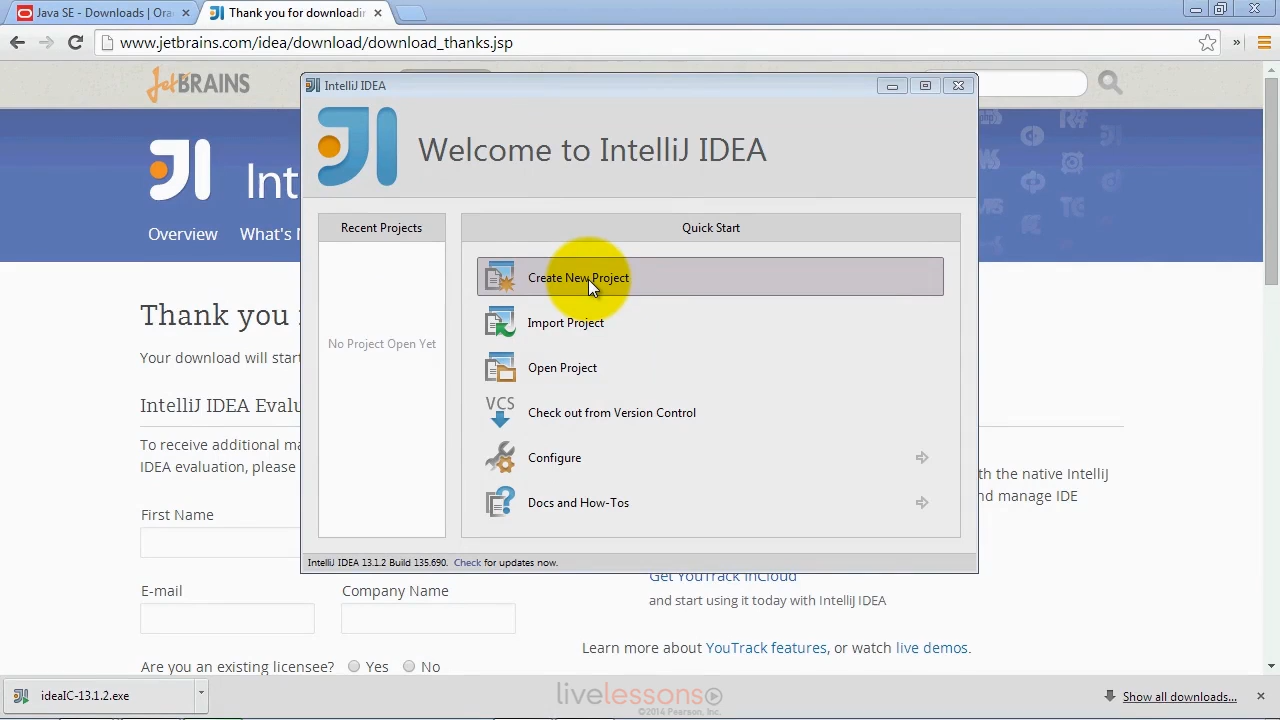 Java SE - Downloads | Ora
Thank you for downloadin
www.jetbrains.com/idea/download/download_thanks.jsp
»
JetBRAINS
IntelliJ IDEA
Welcome to IntelliJ IDEA
Int
Overview
What's N
Recent Projects
Quick Start
No Project Open Yet
Create New Project
Import Project
Open Project
VCS
Check out from Version Control
Configure
Docs and How-Tos
IntelliJ IDEA 13.1.2 Build 135.690. Check for updates now.
Thank you
Your download will start
IntelliJ IDEA Evalu
To receive additional ma
IDEA evaluation, please
th the native IntelliJ
nd manage IDE
First Name
E-mail
Company Name
Get YouTrack InCloud
and start using it today with IntelliJ IDEA
Learn more about YouTrack features, or watch live demos.
Are you an existing licensee?
Yes
No
ideaIC-13.1.2.exe
livelessons
©2014 Pearson, Inc.
Show all downloads...